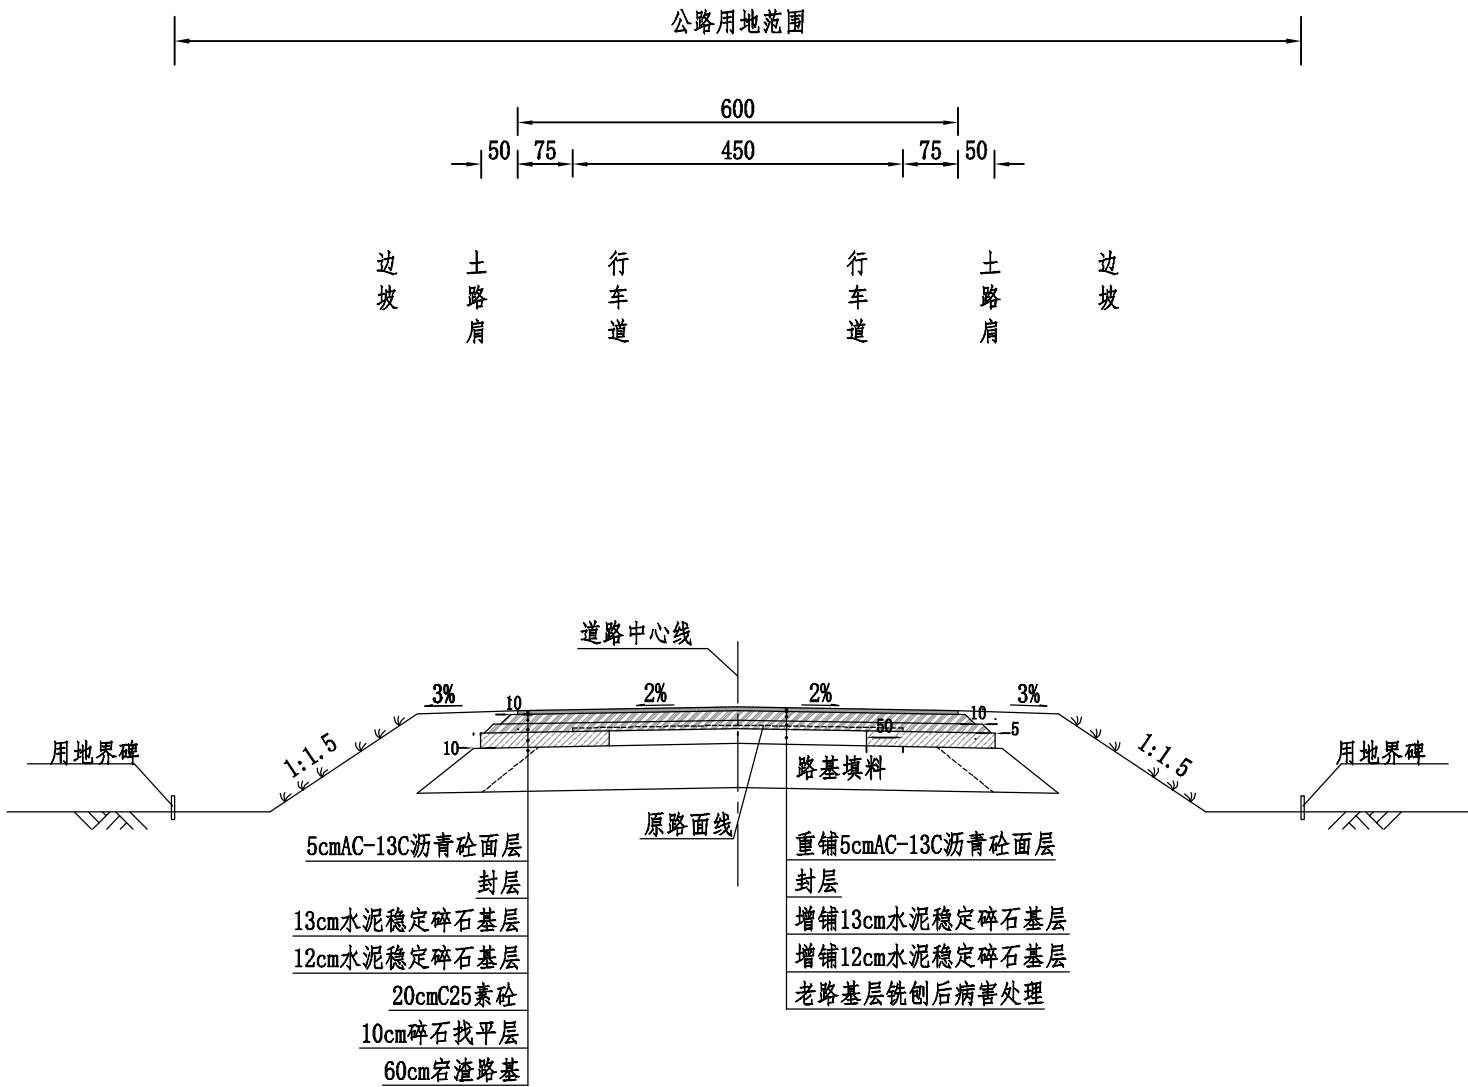 公路用地范围
600
50 75 450 75 50
边坡 土路肩 行车道 行车道 土路肩 边坡
道路中心线
3% 2% 2% 3%
10
10
5
50
10
1:1.5
1:1.5
用地界碑
用地界碑
路基填料
原路面线
5cmAC-13C沥青砼面层
封层
13cm水泥稳定碎石基层
12cm水泥稳定碎石基层
20cmC25素砼
10cm碎石找平层
60cm宕渣路基
重铺5cmAC-13C沥青砼面层
封层
增铺13cm水泥稳定碎石基层
增铺12cm水泥稳定碎石基层
老路基层铣刨后病害处理